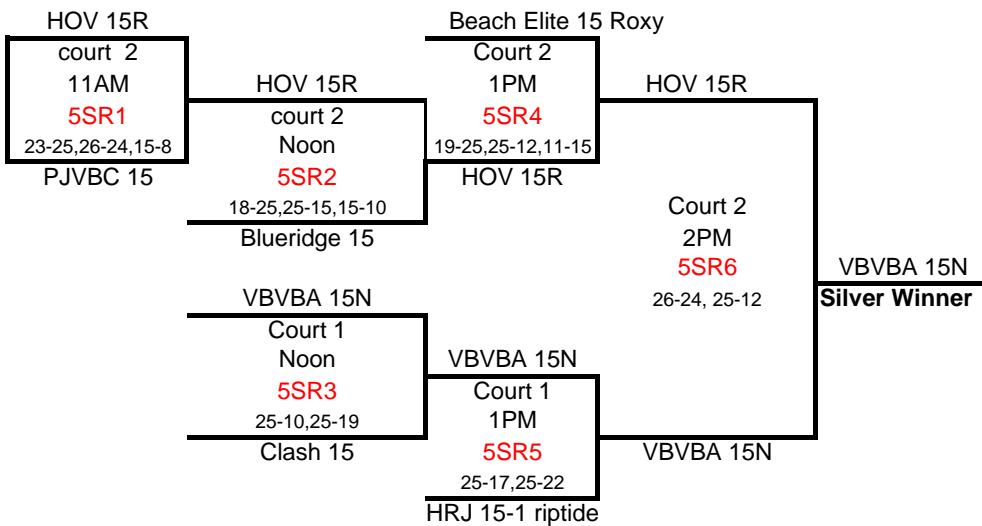 HOV 15R
court 2
11AM
5SR1
23-25,26-24,15-8
PJVBC 15
HOV 15R
court 2
Noon
5SR2
18-25,25-15,15-10
Blueridge 15
VBVBA 15N
Court 1
Noon
5SR3
25-10,25-19
Clash 15
Beach Elite 15 Roxy
Court 2
1PM
5SR4
19-25,25-12,11-15
HOV 15R
VBVBA 15N
Court 1
1PM
5SR5
25-17,25-22
HRJ 15-1 riptide
HOV 15R
Court 2
2PM
5SR6
26-24, 25-12
VBVBA 15N
VBVBA 15N
Silver Winner